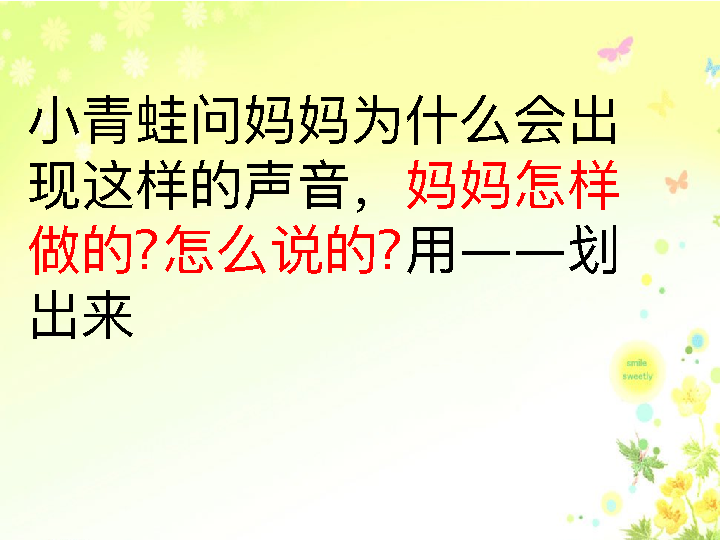 小青蛙问妈妈为什么会出
现这样的声音，妈妈怎样
做的?怎么说的?用——划
出来
smile
sweetly